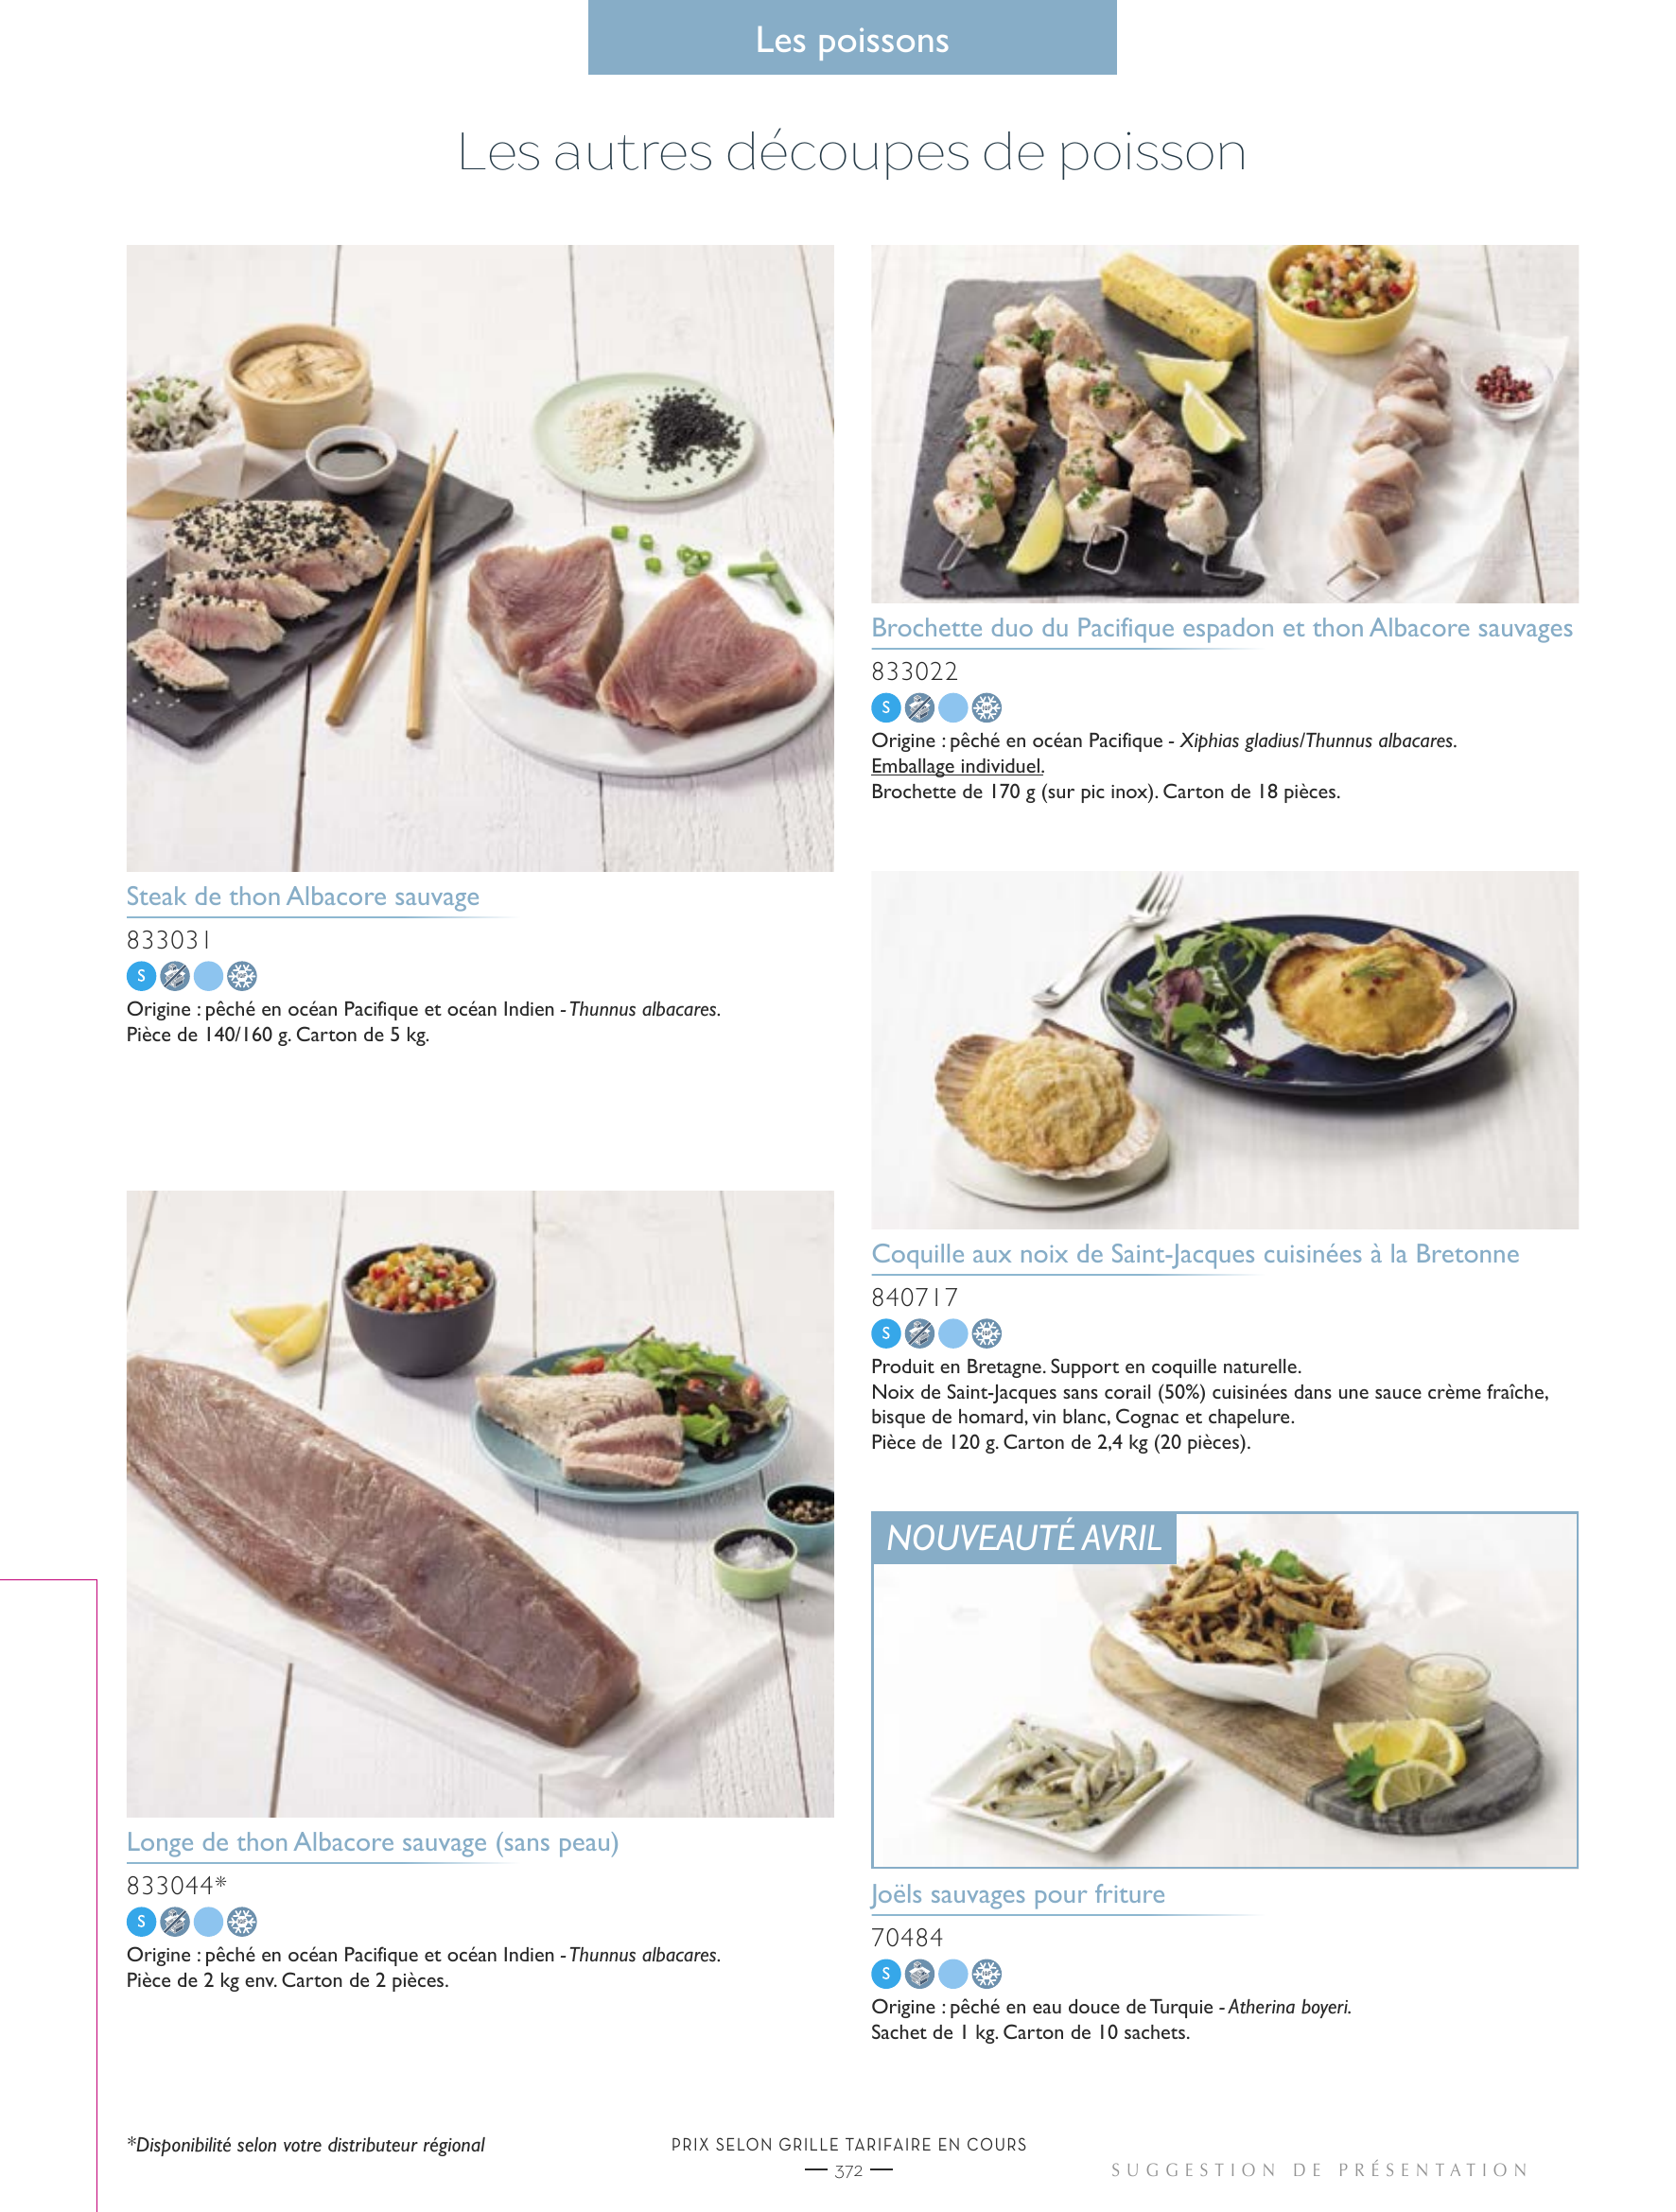 Les poissons
Les autres découpes de poisson
Steak de thon Albacore sauvage
833031
S
Origine : pêché en océan Pacifique et océan Indien - Thunnus albacares.
Pièce de 140/160 g. Carton de 5 kg.
Longe de thon Albacore sauvage (sans peau)
833044*
S
Origine : pêché en océan Pacifique et océan Indien - Thunnus albacares.
Pièce de 2 kg env. Carton de 2 pièces.
Brochette duo du Pacifique espadon et thon Albacore sauvages
833022
S
Origine : pêché en océan Pacifique - Xiphias gladius/Thunnus albacares.
Emballage individuel.
Brochette de 170 g (sur pic inox). Carton de 18 pièces.
Coquille aux noix de Saint-Jacques cuisinées à la Bretonne
840717
S
Produit en Bretagne. Support en coquille naturelle.
Noix de Saint-Jacques sans corail (50%) cuisinées dans une sauce crème fraîche,
bisque de homard, vin blanc, Cognac et chapelure.
Pièce de 120 g. Carton de 2,4 kg (20 pièces).
NOUVEAUTÉ AVRIL
Joëls sauvages pour friture
70484
S
Origine : pêché en eau douce de Turquie - Atherina boyeri.
Sachet de 1 kg. Carton de 10 sachets.
*Disponibilité selon votre distributeur régional
PRIX SELON GRILLE TARIFAIRE EN COURS
— 372 —
SUGGESTION DE PRÉSENTATION